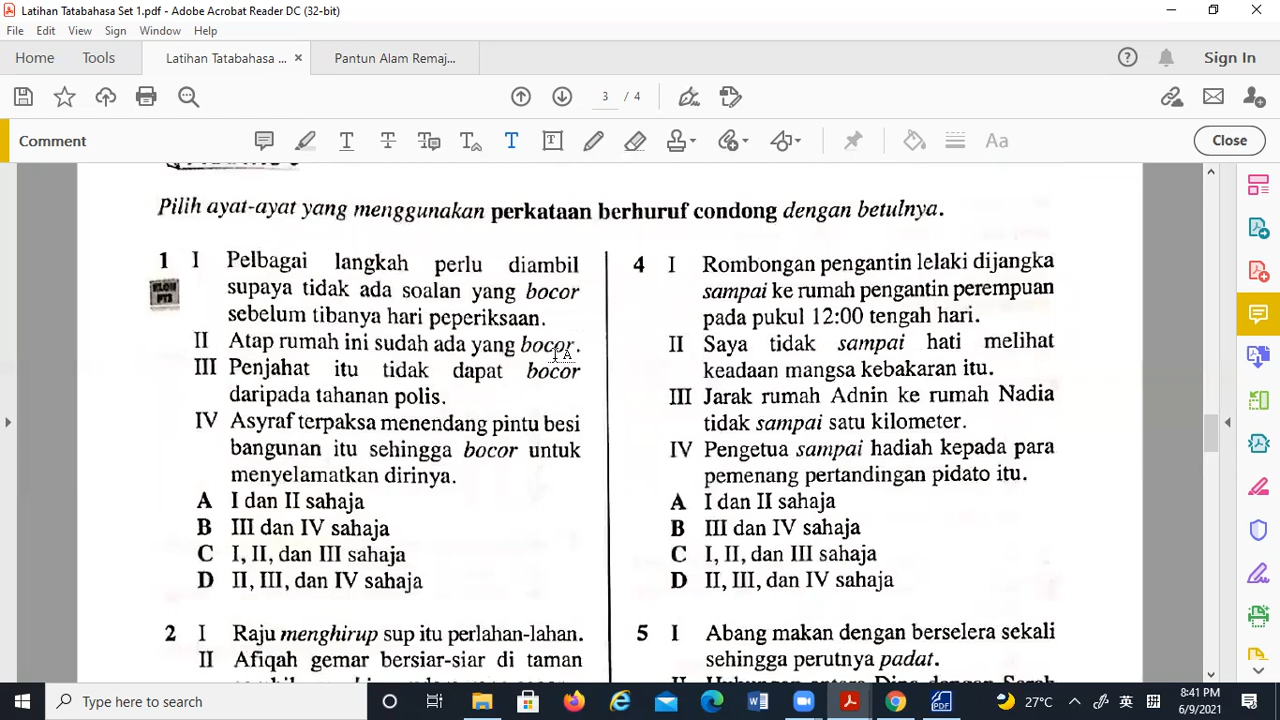 Latihan Tatabahasa Set 1.pdf - Adobe Acrobat Reader DC (32-bit)
File Edit View Sign Window Help
Home Tools Latihan Tatabahasa ... × Pantun Alam Remaj... Sign In
3 / 4
Comment Close
Pilih ayat-ayat yang menggunakan perkataan berhuruf condong dengan betulnya.
1 I Pelbagai langkah perlu diambil
supaya tidak ada soalan yang bocor
sebelum tibanya hari peperiksaan.
KLON
PT3
II Atap rumah ini sudah ada yang bocor.
III Penjahat itu tidak dapat bocor
daripada tahanan polis.
IV Asyraf terpaksa menendang pintu besi
bangunan itu sehingga bocor untuk
menyelamatkan dirinya.
A I dan II sahaja
B III dan IV sahaja
C I, II, dan III sahaja
D II, III, dan IV sahaja
2 I Raju menghirup sup itu perlahan-lahan.
II Afiqah gemar bersiar-siar di taman
4 I Rombongan pengantin lelaki dijangka
sampai ke rumah pengantin perempuan
pada pukul 12:00 tengah hari.
II Saya tidak sampai hati melihat
keadaan mangsa kebakaran itu.
III Jarak rumah Adnin ke rumah Nadia
tidak sampai satu kilometer.
IV Pengetua sampai hadiah kepada para
pemenang pertandingan pidato itu.
A I dan II sahaja
B III dan IV sahaja
C I, II, dan III sahaja
D II, III, dan IV sahaja
5 I Abang makan dengan berselera sekali
sehingga perutnya padat.
Type here to search
27°C
英
拼
8:41 PM
6/9/2021